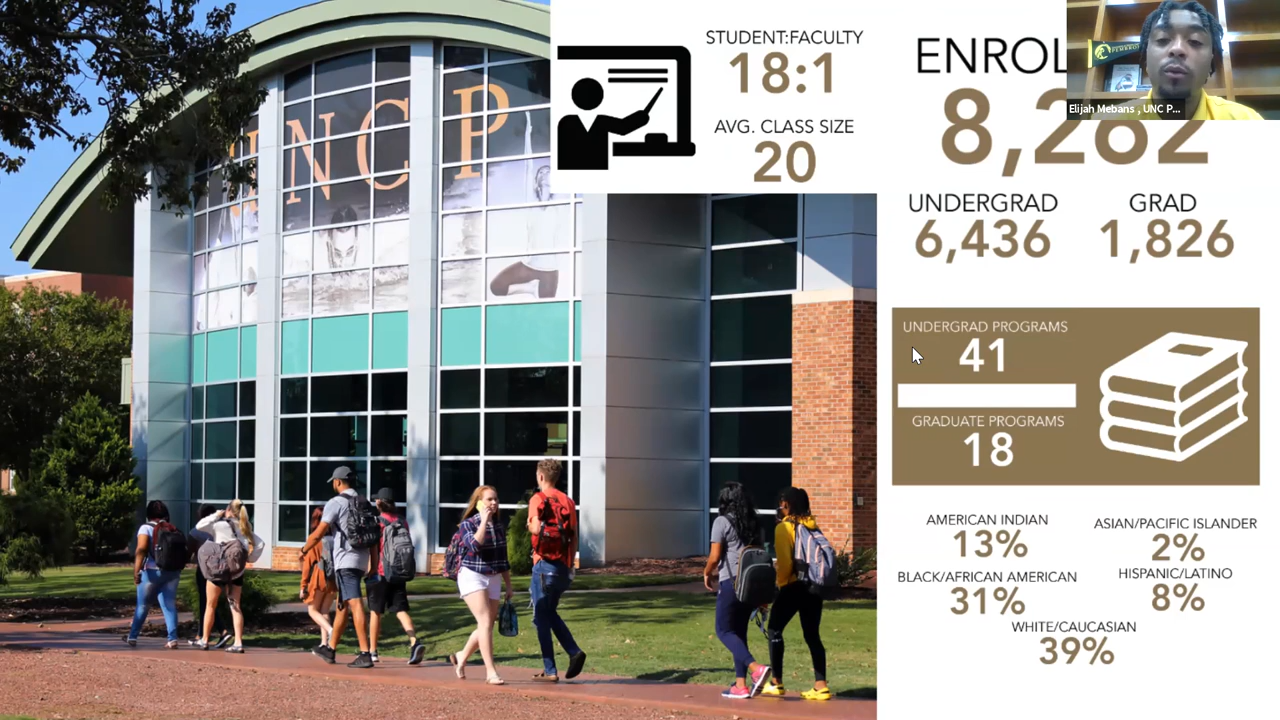 UNCP
STUDENT:FACULTY
18:1
AVG. CLASS SIZE
20
8,262
UNDERGRAD
6,436
GRAD
1,826
UNDERGRAD PROGRAMS
41
GRADUATE PROGRAMS
18
AMERICAN INDIAN
13%
ASIAN/PACIFIC ISLANDER
2%
BLACK/AFRICAN AMERICAN
31%
HISPANIC/LATINO
8%
WHITE/CAUCASIAN
39%
Elijah Mebans , UNC P...